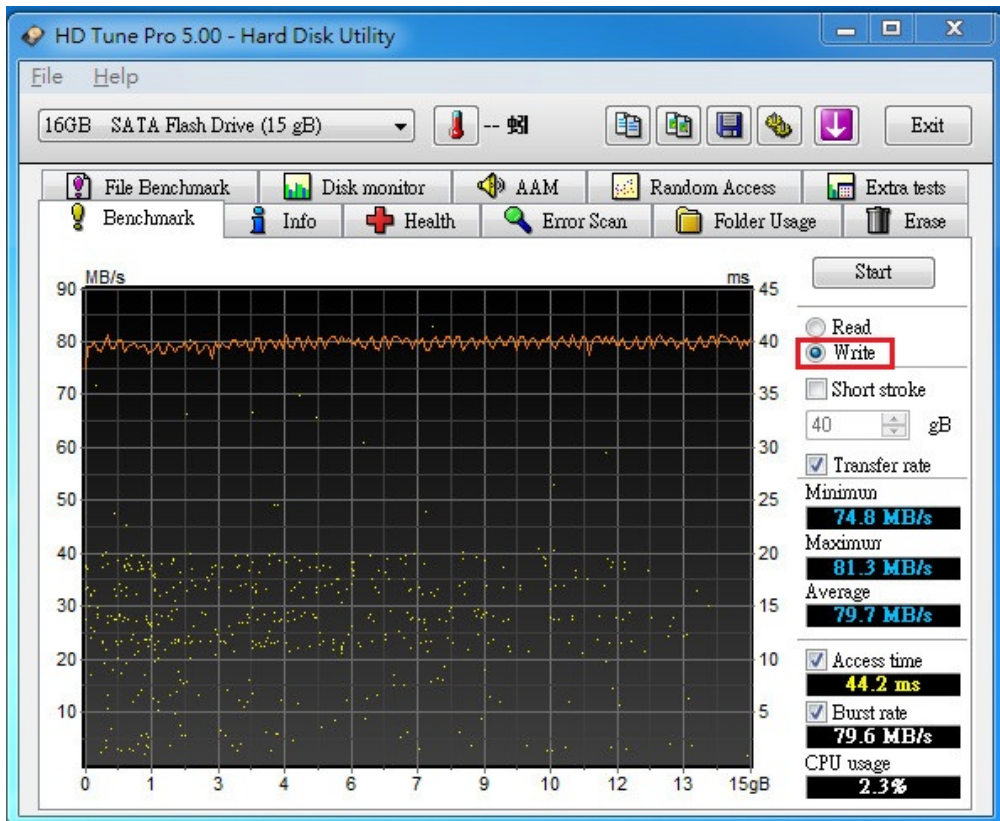 HD Tune Pro 5.00 - Hard Disk Utility
File Help
16GB SATA Flash Drive (15 gB) -- 蚓 Exit
File Benchmark Disk monitor AAM Random Access Extra tests
Benchmark Info Health Error Scan Folder Usage Erase
MB/s ms
90 45
80 40
70 35
60 30
50 25
40 20
30 15
20 10
10 5
0 1 3 4 6 7 9 10 12 13 15gB
Start
Read
Write
Short stroke
40 gB
Transfer rate
Minimun
74.8 MB/s
Maximun
81.3 MB/s
Average
79.7 MB/s
Access time
44.2 ms
Burst rate
79.6 MB/s
CPU usage
2.3%